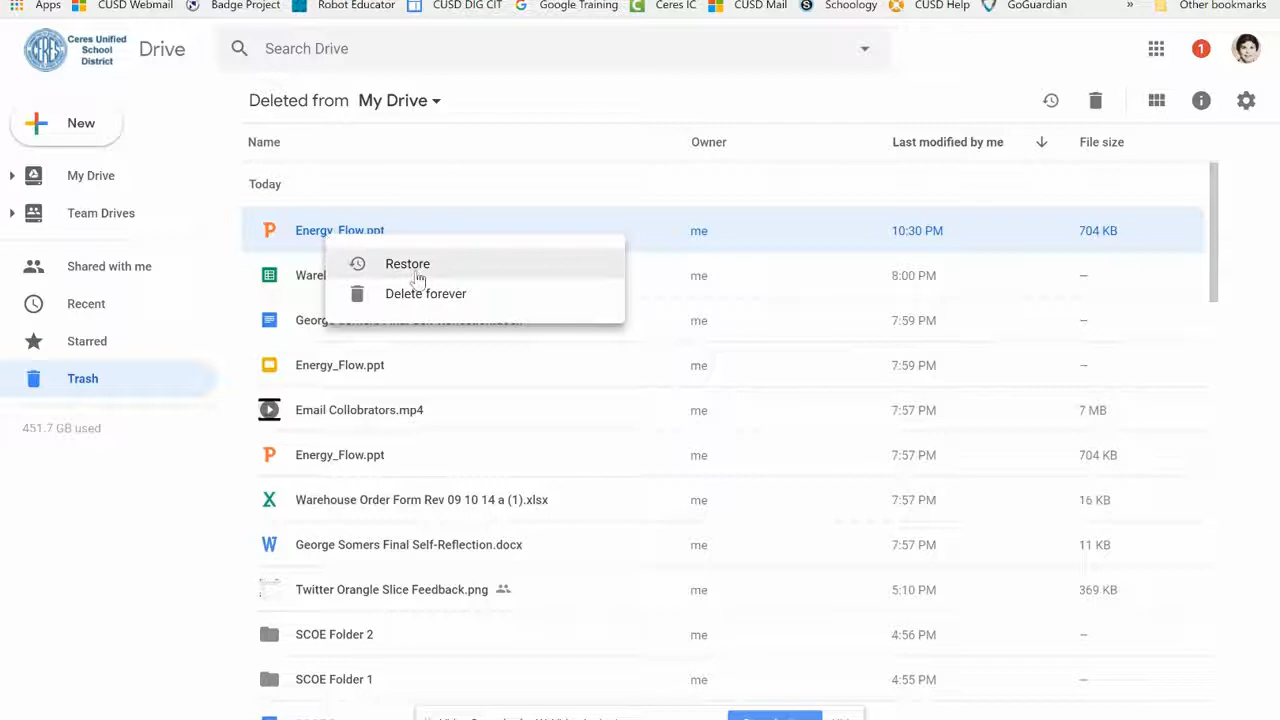 Apps CUSD Webmail Badge Project Robot Educator CUSD DIG CIT Google Training Ceres IC CUSD Mail Schoology CUSD Help GoGuardian » Other bookmarks
Ceres Unified
School
District
Drive
Search Drive
1
Deleted from My Drive
New
Name Owner Last modified by me File size
My Drive
Today
Team Drives
Energy_Flow.ppt me 10:30 PM 704 KB
Restore
Shared with me
me 8:00 PM –
Delete forever
Recent
me 7:59 PM –
Starred
Energy_Flow.ppt me 7:59 PM –
Trash
Email Collobrators.mp4 me 7:57 PM 7 MB
451.7 GB used
Energy_Flow.ppt me 7:57 PM 704 KB
Warehouse Order Form Rev 09 10 14 a (1).xlsx me 7:57 PM 16 KB
George Somers Final Self-Reflection.docx me 7:57 PM 11 KB
Twitter Orangle Slice Feedback.png me 5:10 PM 369 KB
SCOE Folder 2 me 4:56 PM –
SCOE Folder 1 me 4:55 PM –